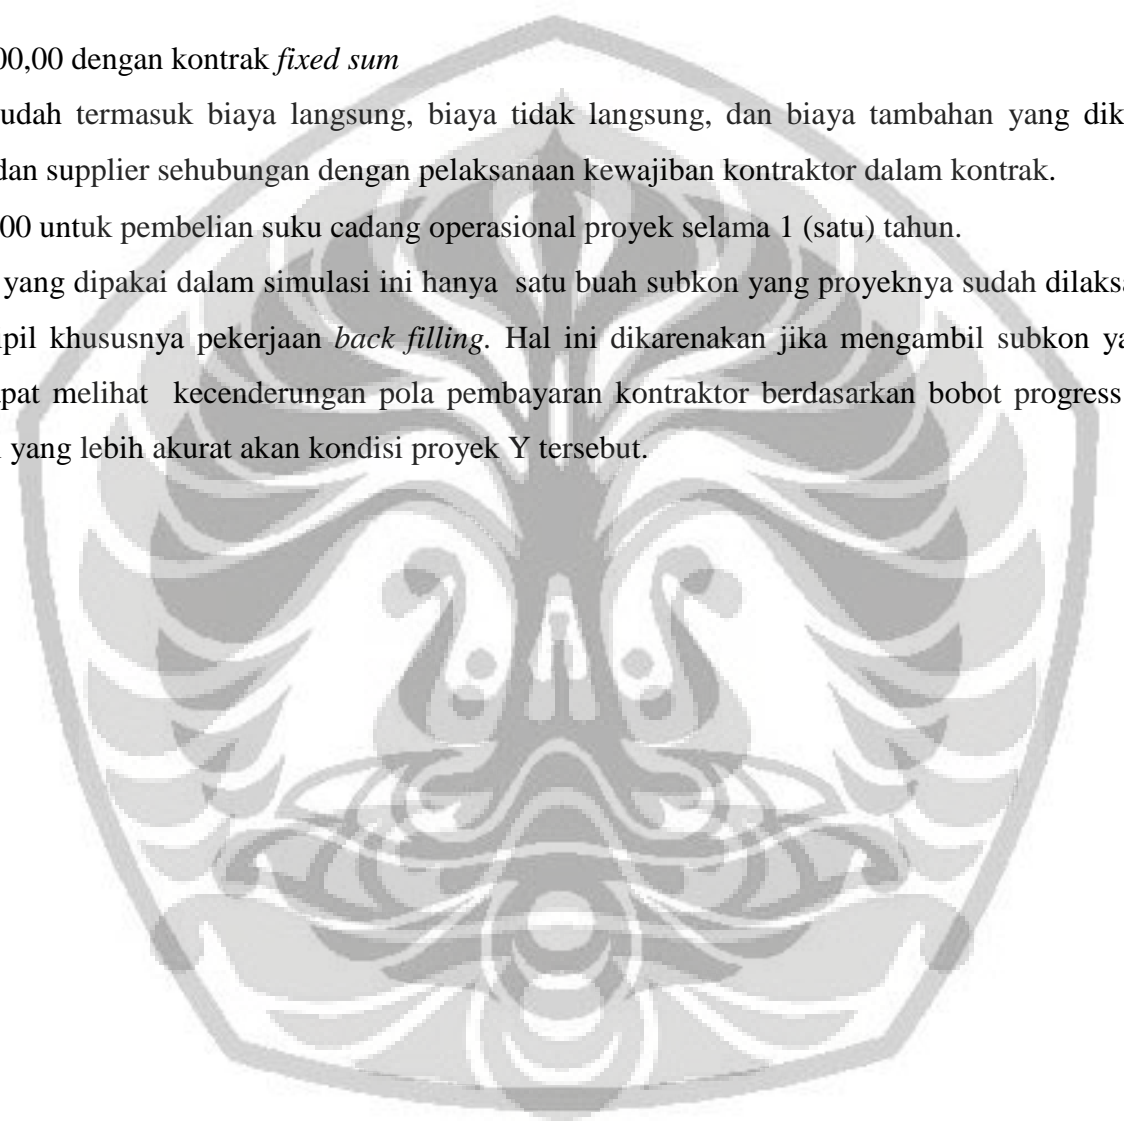 00,00 dengan kontrak fixed sum
udah termasuk biaya langsung, biaya tidak langsung, dan biaya tambahan yang dik
dan supplier sehubungan dengan pelaksanaan kewajiban kontraktor dalam kontrak.
00 untuk pembelian suku cadang operasional proyek selama 1 (satu) tahun.
yang dipakai dalam simulasi ini hanya satu buah subkon yang proyeknya sudah dilaksa
pil khususnya pekerjaan back filling. Hal ini dikarenakan jika mengambil subkon ya
pat melihat kecenderungan pola pembayaran kontraktor berdasarkan bobot progress
yang lebih akurat akan kondisi proyek Y tersebut.